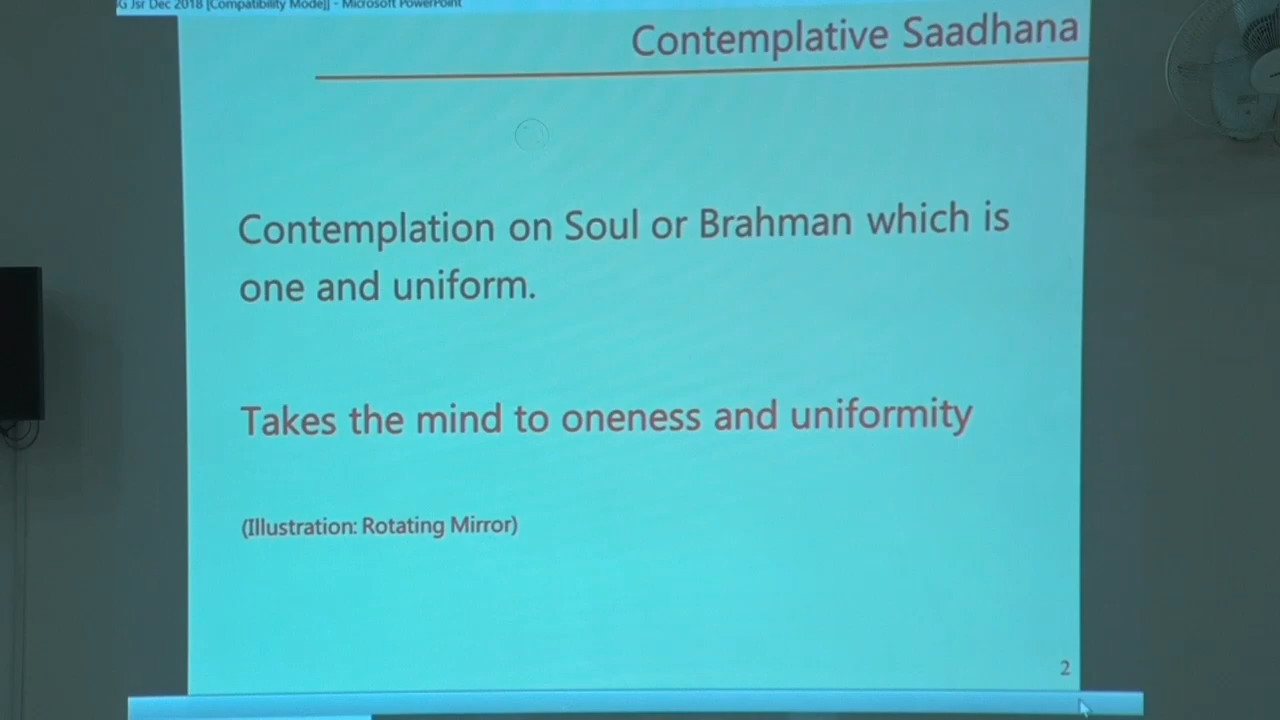 G Jsr Dec 2018 [Compatibility Mode]] - Microsoft PowerPoint
Contemplative Saadhana
Contemplation on Soul or Brahman which is
one and uniform.
Takes the mind to oneness and uniformity
(Illustration: Rotating Mirror)
2